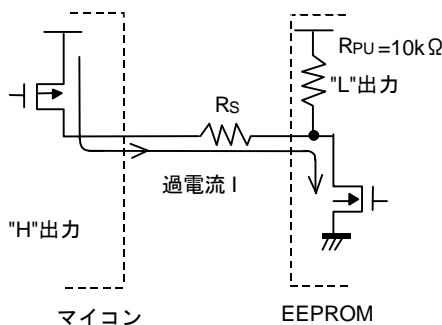 RPU=10kΩ
"L"出力
RS
過電流 I
"H"出力
マイコン
EEPROM